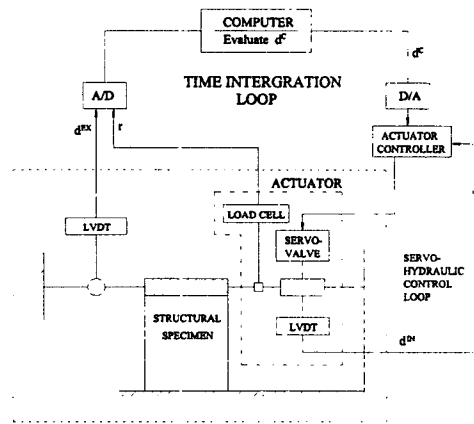 COMPUTER
Evaluate d^C
d^C
TIME INTERGRATION
LOOP
A/D
D/A
d^EX
r
ACTUATOR
CONTROLLER
ACTUATOR
LVDT
LOAD CELL
SERVO-
VALVE
SERVO-
HYDRAULIC
CONTROL
LOOP
STRUCTURAL
SPECIMEN
LVDT
d^IN